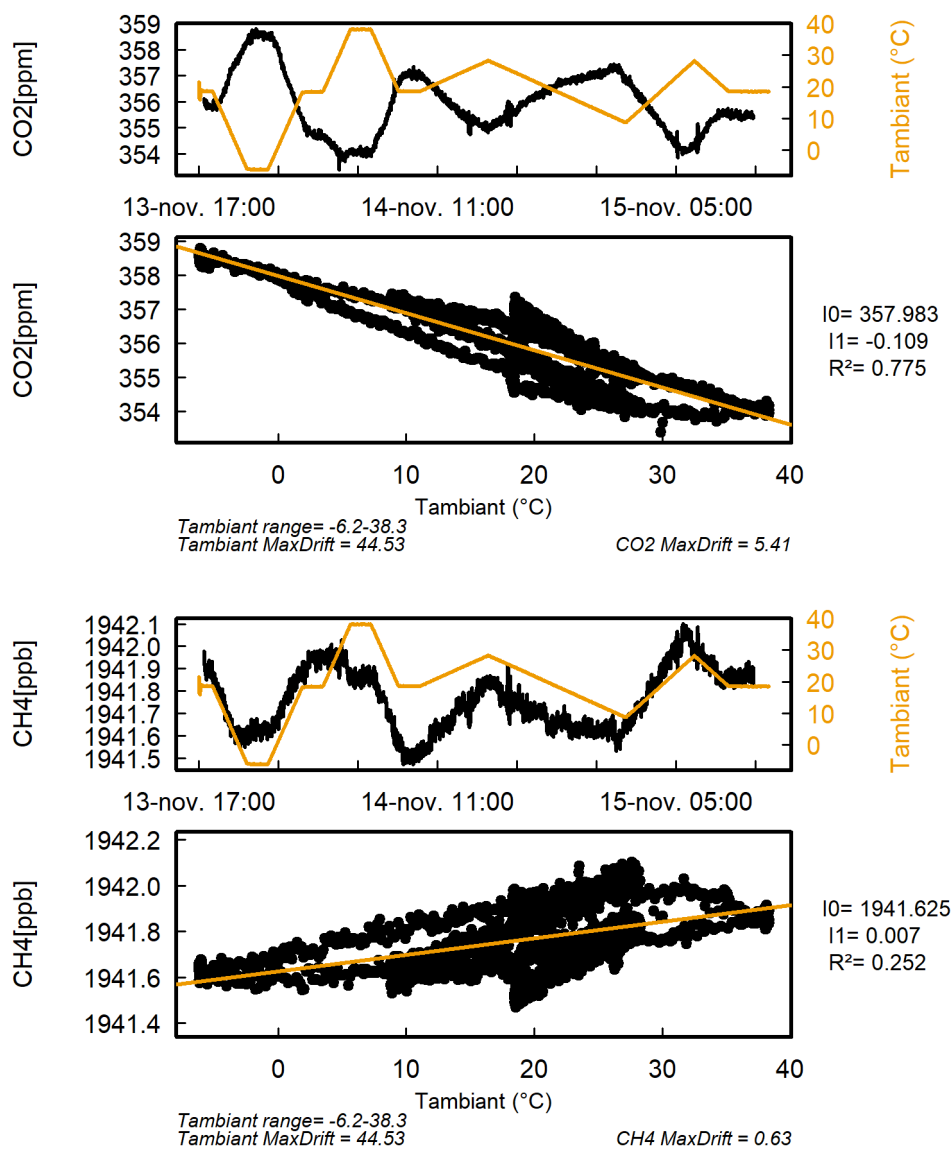 CO2[ppm]
359
358
357
356
355
354
40
30
20
10
0
Tambiant (°C)
13-nov. 17:00
14-nov. 11:00
15-nov. 05:00
CO2[ppm]
359
358
357
356
355
354
I0= 357.983
I1= -0.109
R²= 0.775
0
10
20
30
40
Tambiant (°C)
Tambiant range= -6.2-38.3
Tambiant MaxDrift = 44.53
CO2 MaxDrift = 5.41
CH4[ppb]
1942.1
1942.0
1941.9
1941.8
1941.7
1941.6
1941.5
40
30
20
10
0
Tambiant (°C)
13-nov. 17:00
14-nov. 11:00
15-nov. 05:00
CH4[ppb]
1942.2
1942.0
1941.8
1941.6
1941.4
I0= 1941.625
I1= 0.007
R²= 0.252
0
10
20
30
40
Tambiant (°C)
Tambiant range= -6.2-38.3
Tambiant MaxDrift = 44.53
CH4 MaxDrift = 0.63